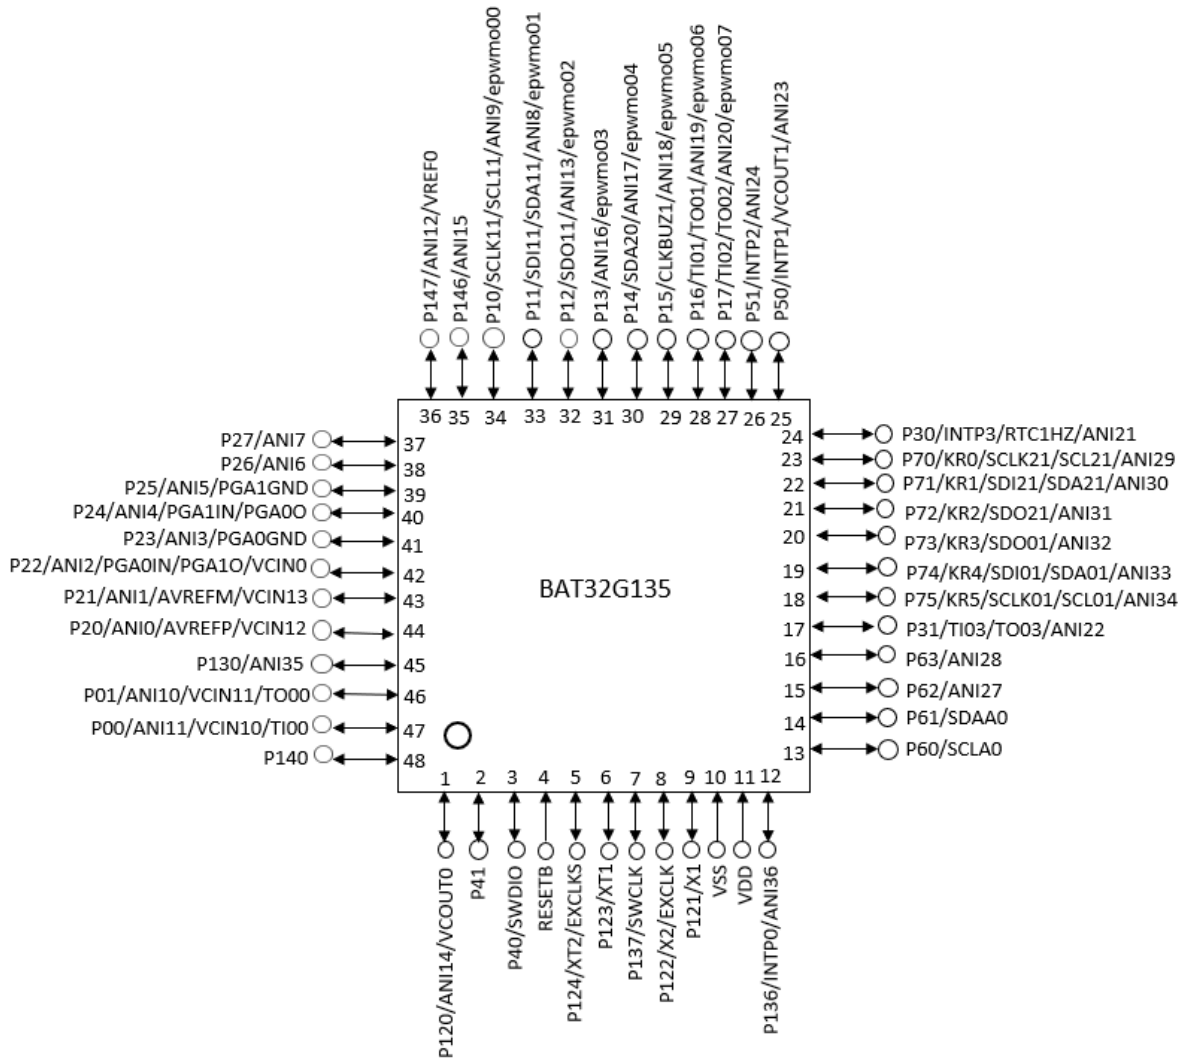 P147/ANI12/VREF0
P146/ANI15
P10/SCLK11/SCL11/ANI9/epwmo00
P11/SDI11/SDA11/ANI8/epwmo01
P12/SDO11/ANI13/epwmo02
P13/ANI16/epwmo03
P14/SDA20/ANI17/epwmo04
P15/CLKBUZ1/ANI18/epwmo05
P16/TI01/TO01/ANI19/epwmo06
P17/TI02/TO02/ANI20/epwmo07
P51/INTP2/ANI24
P50/INTP1/VCOUT1/ANI23
36 35 34 33 32 31 30 29 28 27 26 25
P27/ANI7 37
P26/ANI6 38
P25/ANI5/PGA1GND 39
P24/ANI4/PGA1IN/PGA0O 40
P23/ANI3/PGA0GND 41
P22/ANI2/PGA0IN/PGA1O/VCIN0 42
P21/ANI1/AVREFM/VCIN13 43
P20/ANI0/AVREFP/VCIN12 44
P130/ANI35 45
P01/ANI10/VCIN11/TO00 46
P00/ANI11/VCIN10/TI00 47
P140 48
BAT32G135
24 P30/INTP3/RTC1HZ/ANI21
23 P70/KR0/SCLK21/SCL21/ANI29
22 P71/KR1/SDI21/SDA21/ANI30
21 P72/KR2/SDO21/ANI31
20 P73/KR3/SDO01/ANI32
19 P74/KR4/SDI01/SDA01/ANI33
18 P75/KR5/SCLK01/SCL01/ANI34
17 P31/TI03/TO03/ANI22
16 P63/ANI28
15 P62/ANI27
14 P61/SDAA0
13 P60/SCLA0
1 2 3 4 5 6 7 8 9 10 11 12
P120/ANI14/VCOUT0
P41
P40/SWDIO
RESETB
P124/XT2/EXCLKS
P123/XT1
P137/SWCLK
P122/X2/EXCLK
P121/X1
VSS
VDD
P136/INTP0/ANI36